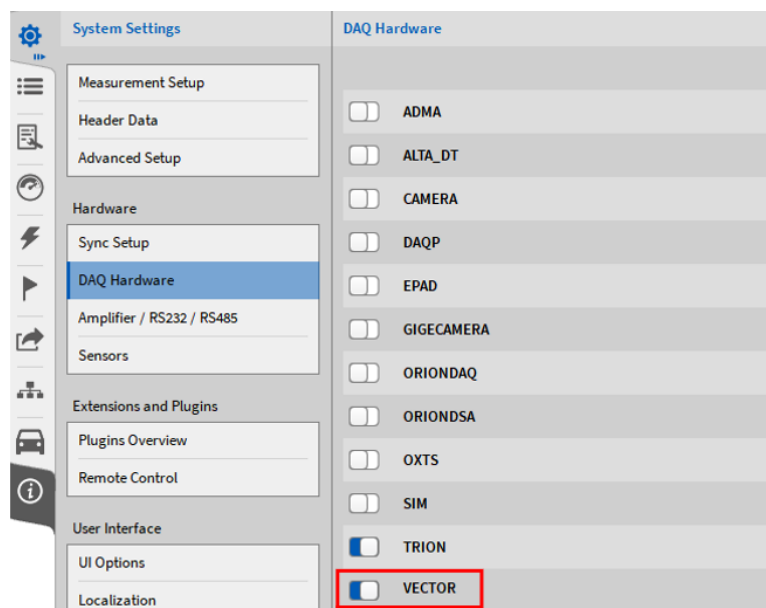 System Settings
Measurement Setup
Header Data
Advanced Setup
Hardware
Sync Setup
DAQ Hardware
Amplifier / RS232 / RS485
Sensors
Extensions and Plugins
Plugins Overview
Remote Control
User Interface
UI Options
Localization
DAQ Hardware
ADMA
ALTA_DT
CAMERA
DAQP
EPAD
GIGECAMERA
ORIONDAQ
ORIONDSA
OXTS
SIM
TRION
VECTOR